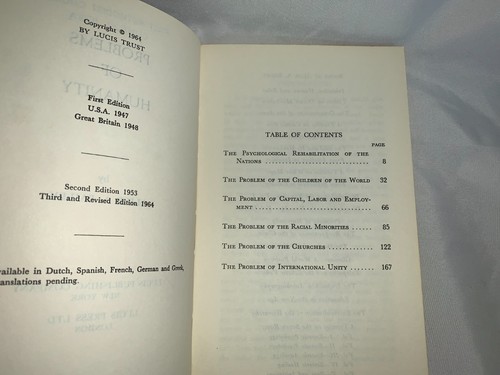 Copyright © 1964
BY LUCIS TRUST
First Edition
U.S.A. 1947
Great Britain 1948
Second Edition 1953
Third and Revised Edition 1964
vailable in Dutch, Spanish, French, German and Greek,
ranslations pending.
PROBLEMS
OF
HUMANITY
TABLE OF CONTENTS
PAGE
The Psychological Rehabilitation of the
Nations ................................ 8
The Problem of the Children of the World 32
The Problem of Capital, Labor and Employ-
ment ................................ 66
The Problem of the Racial Minorities ...... 85
The Problem of the Churches ............ 122
The Problem of International Unity ....... 167